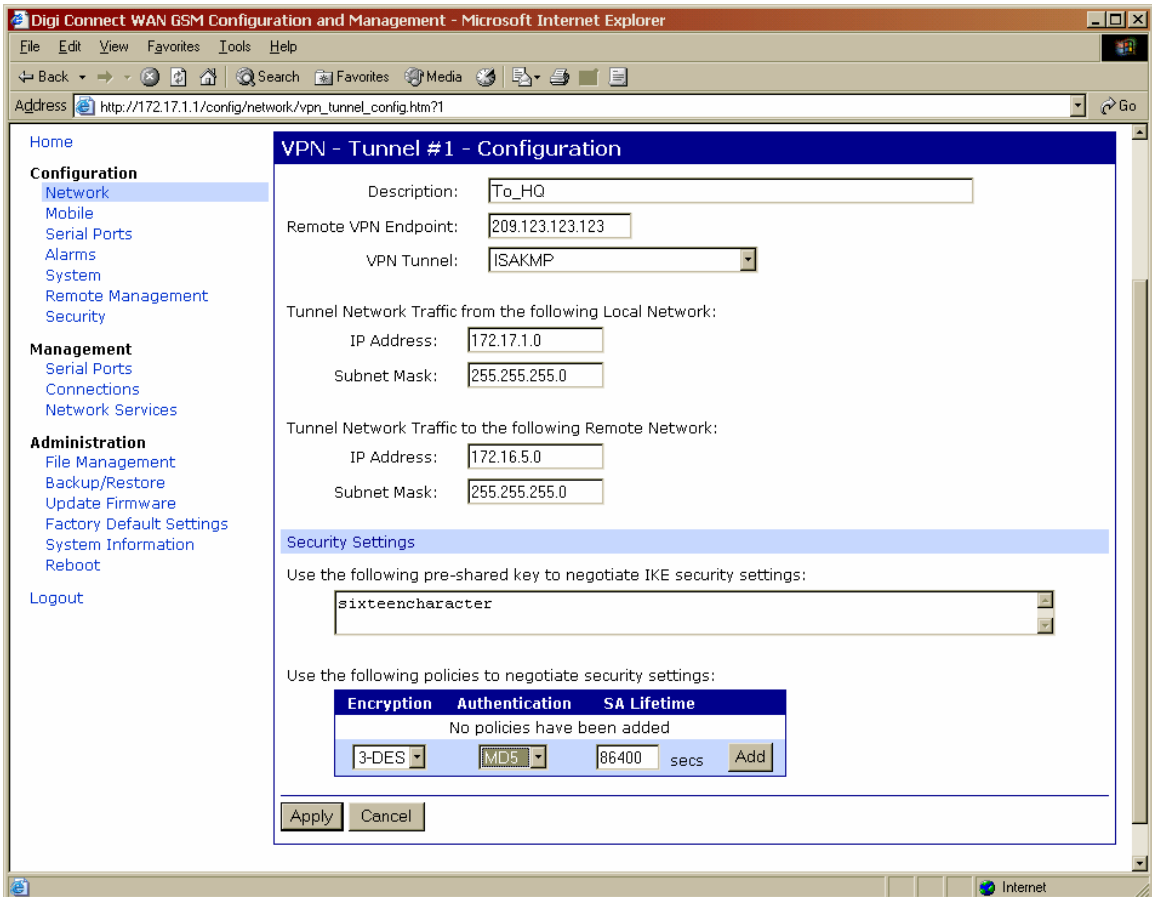 Digi Connect WAN GSM Configuration and Management - Microsoft Internet Explorer
File Edit View Favorites Tools Help
Back Search Favorites Media
Address http://172.17.1.1/config/network/vpn_tunnel_config.htm?1 Go
Home
Configuration
Network
Mobile
Serial Ports
Alarms
System
Remote Management
Security
Management
Serial Ports
Connections
Network Services
Administration
File Management
Backup/Restore
Update Firmware
Factory Default Settings
System Information
Reboot
Logout
VPN - Tunnel #1 - Configuration
Description: To_HQ
Remote VPN Endpoint: 209.123.123.123
VPN Tunnel: ISAKMP
Tunnel Network Traffic from the following Local Network:
IP Address: 172.17.1.0
Subnet Mask: 255.255.255.0
Tunnel Network Traffic to the following Remote Network:
IP Address: 172.16.5.0
Subnet Mask: 255.255.255.0
Security Settings
Use the following pre-shared key to negotiate IKE security settings:
sixteencharacter
Use the following policies to negotiate security settings:
Encryption Authentication SA Lifetime
No policies have been added
3-DES MD5 86400 secs Add
Apply Cancel
Internet